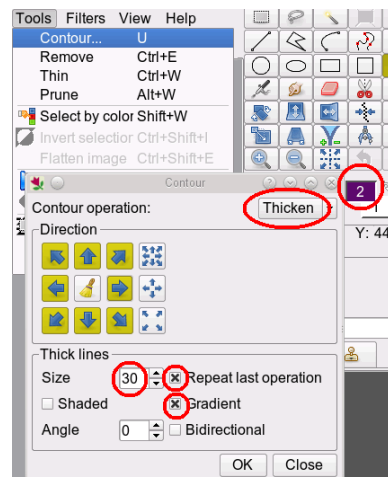 Tools Filters View Help
Contour... U
Remove Ctrl+E
Thin Ctrl+W
Prune Alt+W
Select by color Shift+W
Invert selectior Ctrl+Shift+I
Flatten image Ctrl+Shift+E
Contour
2
Contour operation: Thicken
1
Y: 44
Direction
Thick lines
Size 30 Repeat last operation
Shaded Gradient
Angle 0 Bidirectional
OK Close